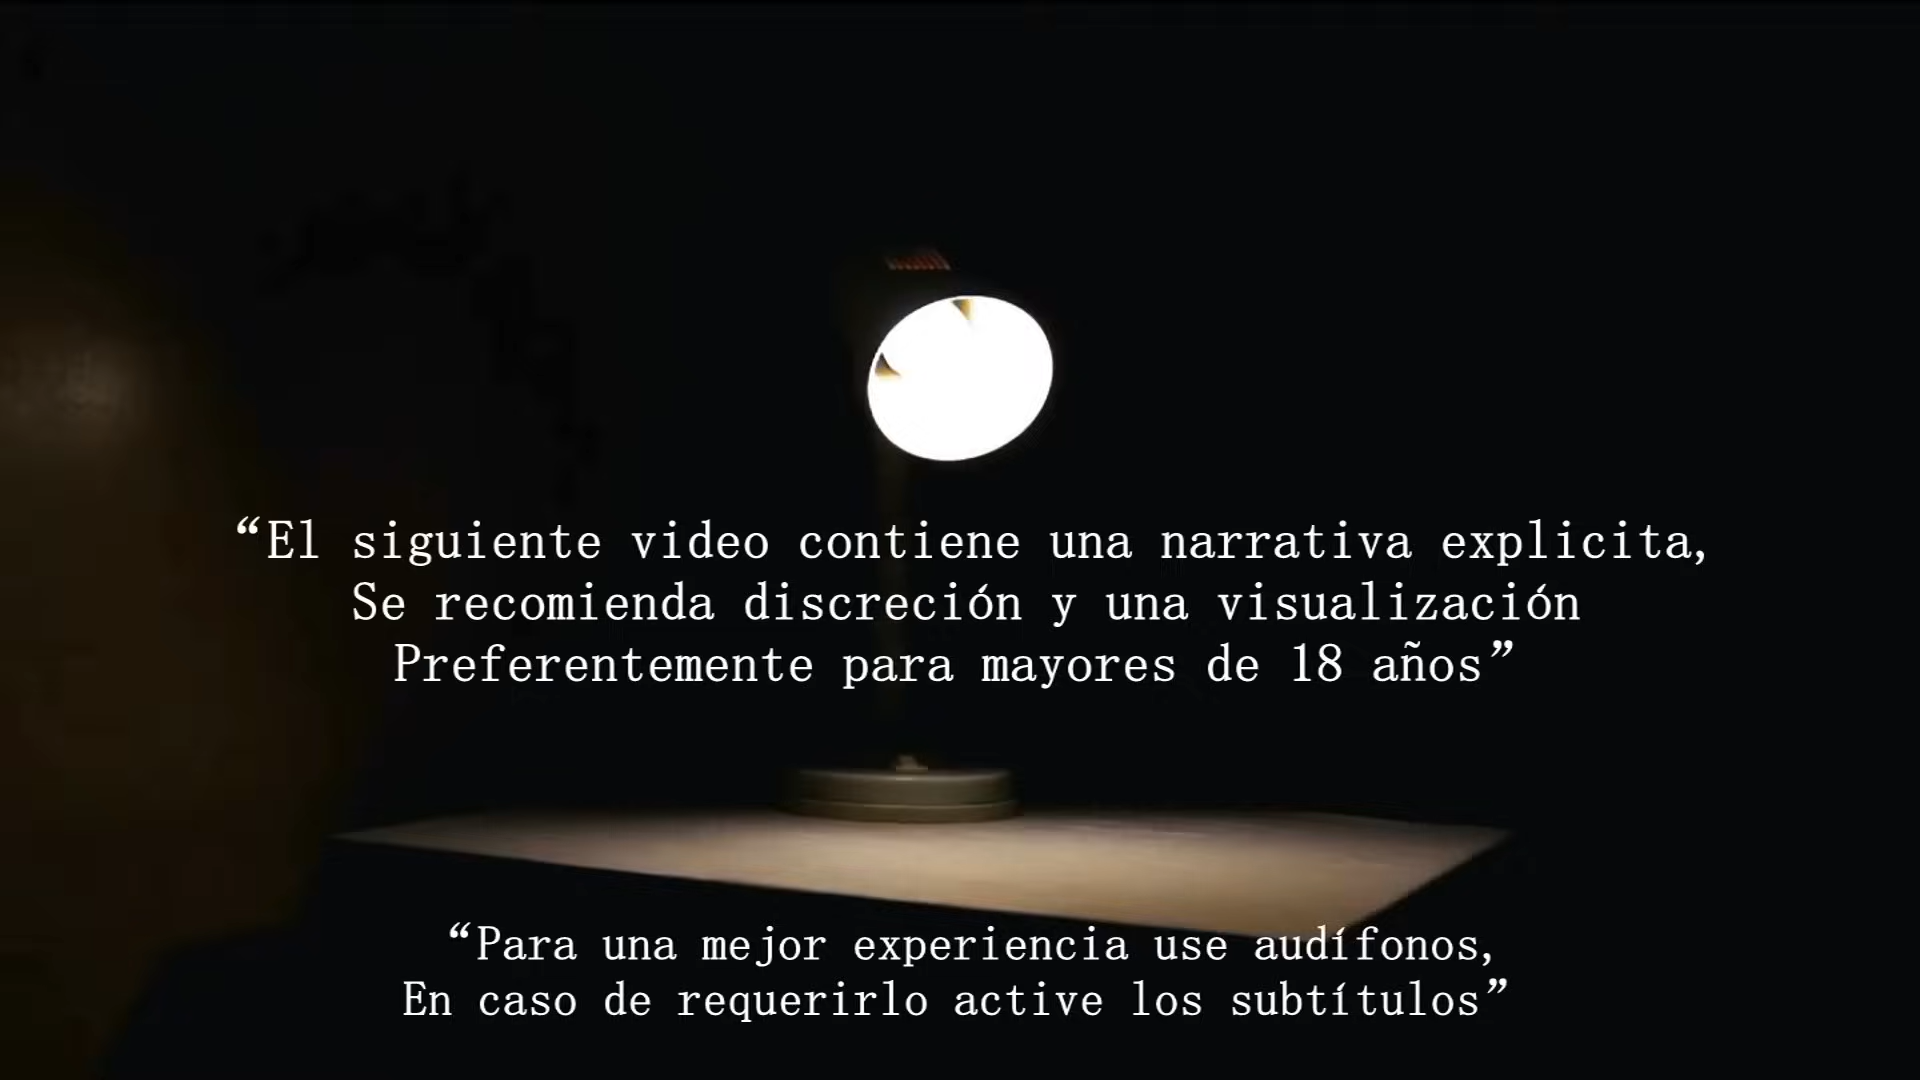 “El siguiente video contiene una narrativa explicita,
Se recomienda discreción y una visualización
Preferentemente para mayores de 18 años”
“Para una mejor experiencia use audífonos,
En caso de requerirlo active los subtítulos”